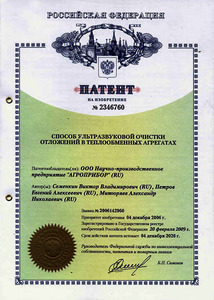 РОССИЙСКАЯ ФЕДЕРАЦИЯ
ПАТЕНТ
НА ИЗОБРЕТЕНИЕ
№ 2346760
СПОСОБ УЛЬТРАЗВУКОВОЙ ОЧИСТКИ
ОТЛОЖЕНИЙ В ТЕПЛООБМЕННЫХ АГРЕГАТАХ
Патентообладатель(ли): ООО Научно-производственное
предприятие "АГРОПРИБОР" (RU)
Автор(ы): Семенихин Виктор Владимирович (RU), Петров
Евгений Алексеевич (RU), Александр
Николаевич (RU)
Заявка № 2006142960
Приоритет изобретения 04 декабря 2006 г.
Зарегистрировано в Государственном реестре
изобретений Российской Федерации 20 февраля 2009 г.
Срок действия патента истекает 04 декабря 2026 г.
Руководитель Федеральной службы по интеллектуальной
собственности, патентам и товарным знакам
Б.П. Симонов